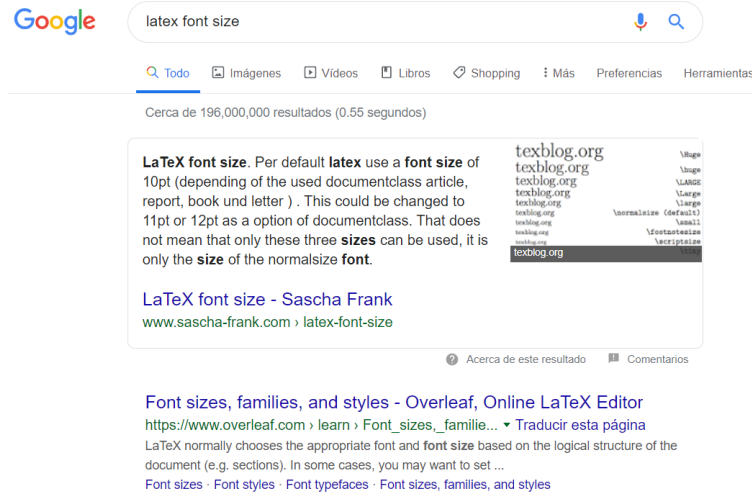 Google
latex font size
Todo Imágenes Vídeos Libros Shopping Más Preferencias Herramientas
Cerca de 196,000,000 resultados (0.55 segundos)
LaTeX font size. Per default latex use a font size of
10pt (depending of the used documentclass article,
report, book und letter ) . This could be changed to
11pt or 12pt as a option of documentclass. That does
not mean that only these three sizes can be used, it is
only the size of the normalsize font.
texblog.org \Huge
texblog.org \huge
texblog.org \LARGE
texblog.org \Large
texblog.org \large
texblog.org \normalsize (default)
texblog.org \small
texblog.org \footnotesize
texblog.org \scriptsize
texblog.org
LaTeX font size - Sascha Frank
www.sascha-frank.com › latex-font-size
Acerca de este resultado Comentarios
Font sizes, families, and styles - Overleaf, Online LaTeX Editor
https://www.overleaf.com › learn › Font_sizes,_familie... Traducir esta página
LaTeX normally chooses the appropriate font and font size based on the logical structure of the
document (e.g. sections). In some cases, you may want to set ...
Font sizes · Font styles · Font typefaces · Font sizes, families, and styles